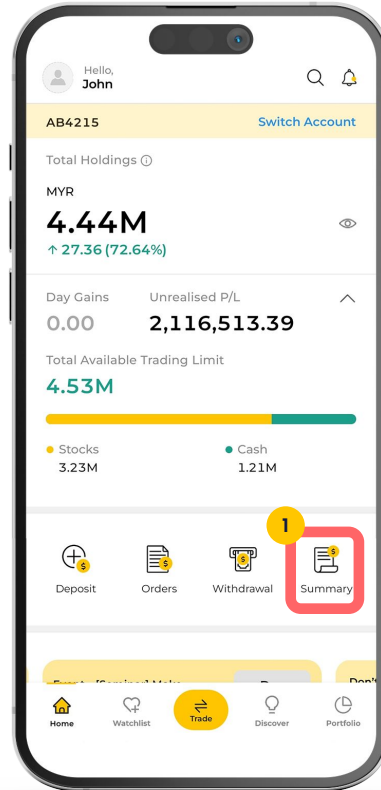 Hello,
John
AB4215 Switch Account
Total Holdings
MYR
4.44M
↑ 27.36 (72.64%)
Day Gains Unrealised P/L
0.00 2,116,513.39
Total Available Trading Limit
4.53M
Stocks Cash
3.23M 1.21M
1
Deposit Orders Withdrawal Summary
Don't
Home Watchlist Trade Discover Portfolio